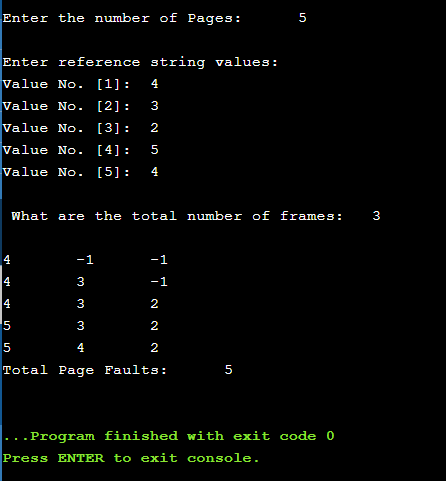 Enter the number of Pages: 5
Enter reference string values:
Value No. [1]: 4
Value No. [2]: 3
Value No. [3]: 2
Value No. [4]: 5
Value No. [5]: 4
What are the total number of frames: 3
4 -1 -1
4 3 -1
4 3 2
5 3 2
5 4 2
Total Page Faults: 5
...Program finished with exit code 0
Press ENTER to exit console.